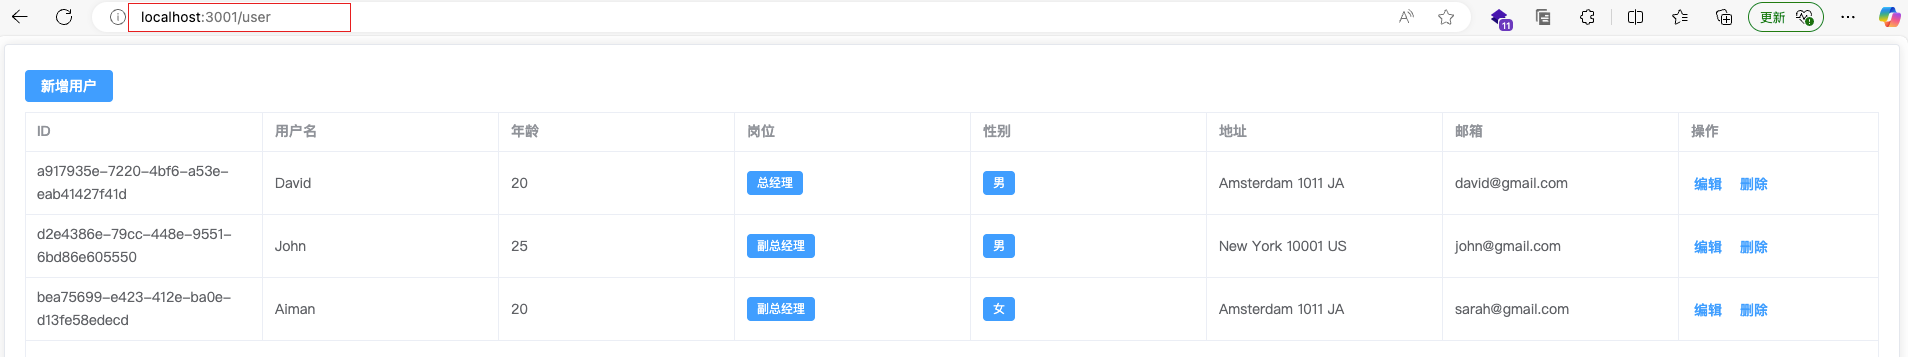 localhost:3001/user
11
更新
新增用户
ID 用户名 年龄 岗位 性别 地址 邮箱 操作
a917935e-7220-4bf6-a53e-
eab41427f41d
David 20 总经理 男 Amsterdam 1011 JA david@gmail.com 编辑 删除
d2e4386e-79cc-448e-9551-
6bd86e605550
John 25 副总经理 男 New York 10001 US john@gmail.com 编辑 删除
bea75699-e423-412e-ba0e-
d13fe58edecd
Aiman 20 副总经理 女 Amsterdam 1011 JA sarah@gmail.com 编辑 删除